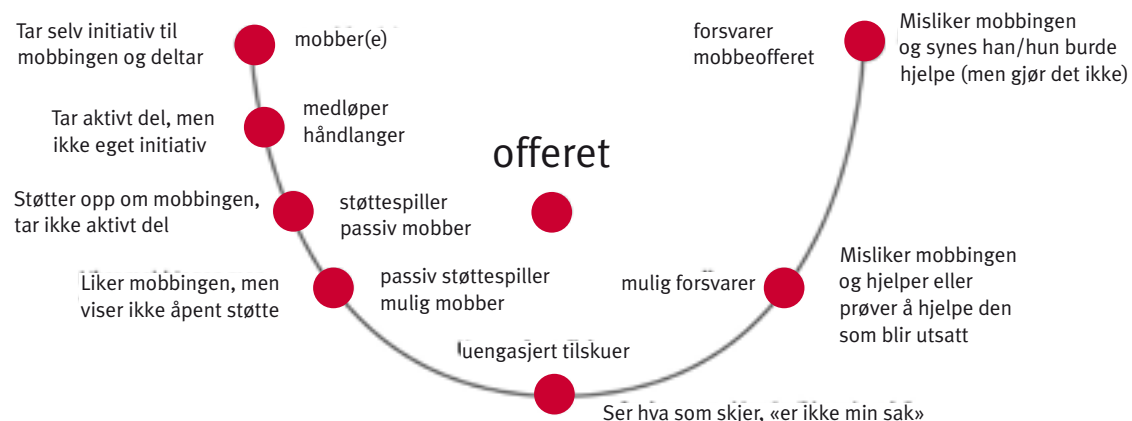 Tar selv initiativ til
mobbingen og deltar
mobber(e)
Tar aktivt del, men
ikke eget initiativ
medløper
håndlanger
Støtter opp om mobbingen,
tar ikke aktivt del
støttespiller
passiv mobber
Liker mobbingen, men
viser ikke åpent støtte
passiv støttespiller
mulig mobber
offeret
uengasjert tilskuer
Ser hva som skjer, «er ikke min sak»
mulig forsvarer
Misliker mobbingen
og hjelper eller
prøver å hjelpe den
som blir utsatt
forsvarer
mobbeofferet
Misliker mobbingen
og synes han/hun burde
hjelpe (men gjør det ikke)